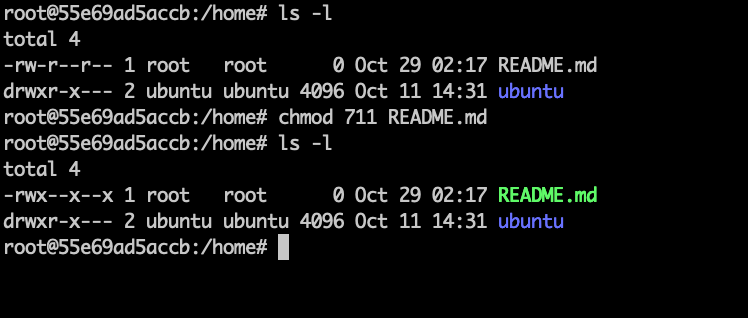 root@55e69ad5accb:/home# ls -l
total 4
-rw-r--r-- 1 root   root      0 Oct 29 02:17 README.md
drwxr-x--- 2 ubuntu ubuntu 4096 Oct 11 14:31 ubuntu
root@55e69ad5accb:/home# chmod 711 README.md
root@55e69ad5accb:/home# ls -l
total 4
-rwx--x--x 1 root   root      0 Oct 29 02:17 README.md
drwxr-x--- 2 ubuntu ubuntu 4096 Oct 11 14:31 ubuntu
root@55e69ad5accb:/home#